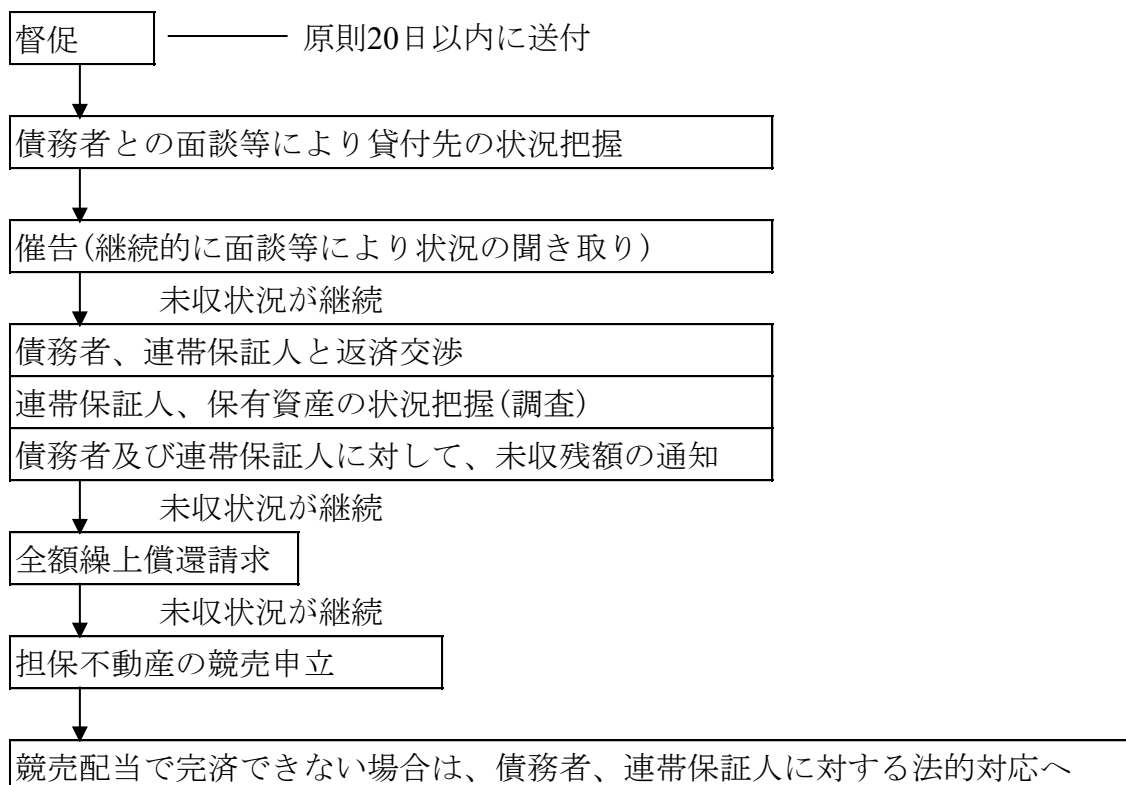 督促 原則20日以内に送付
債務者との面談等により貸付先の状況把握
催告(継続的に面談等により状況の聞き取り)
未収状況が継続
債務者、連帯保証人と返済交渉
連帯保証人、保有資産の状況把握(調査)
債務者及び連帯保証人に対して、未収残額の通知
未収状況が継続
全額繰上償還請求
未収状況が継続
担保不動産の競売申立
競売配当で完済できない場合は、債務者、連帯保証人に対する法的対応へ